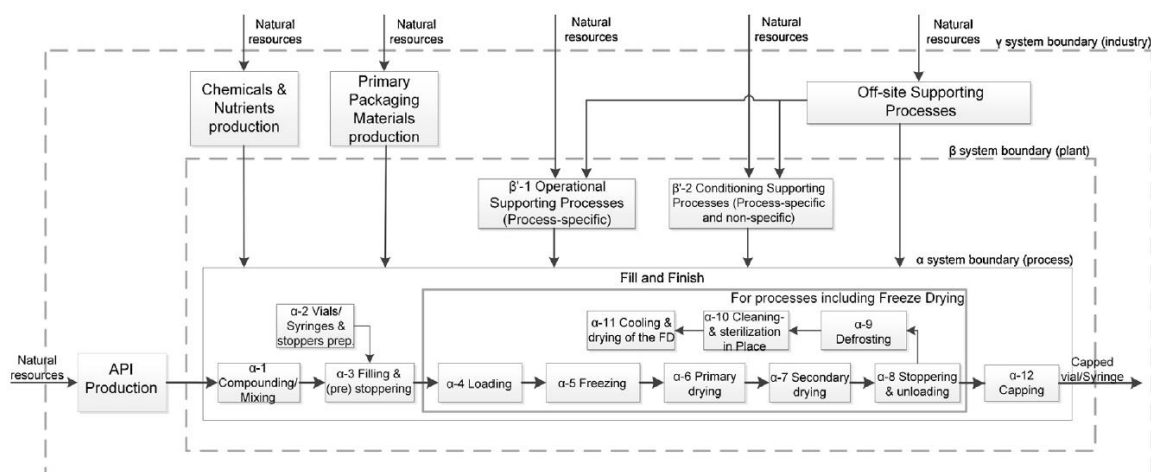 Natural
resources
Natural
resources
Natural
resources
Natural
resources
Natural
resources
γ system boundary (industry)
Chemicals &
Nutrients
production
Primary
Packaging
Materials
production
Off-site Supporting
Processes
β system boundary (plant)
β'-1 Operational
Supporting Processes
(Process-specific)
β'-2 Conditioning Supporting
Processes (Process-specific
and non-specific)
α system boundary (process)
Fill and Finish
For processes including Freeze Drying
α-2 Vials/
Syringes &
stoppers prep.
α-11 Cooling &
drying of the FD
α-10 Cleaning-
& sterilization
in Place
α-9
Defrosting
Natural
resources
API
Production
α-1
Compounding/
Mixing
α-3 Filling &
(pre) stoppering
α-4 Loading
α-5 Freezing
α-6 Primary
drying
α-7 Secondary
drying
α-8 Stoppering
& unloading
α-12
Capping
Capped
vial/Syringe